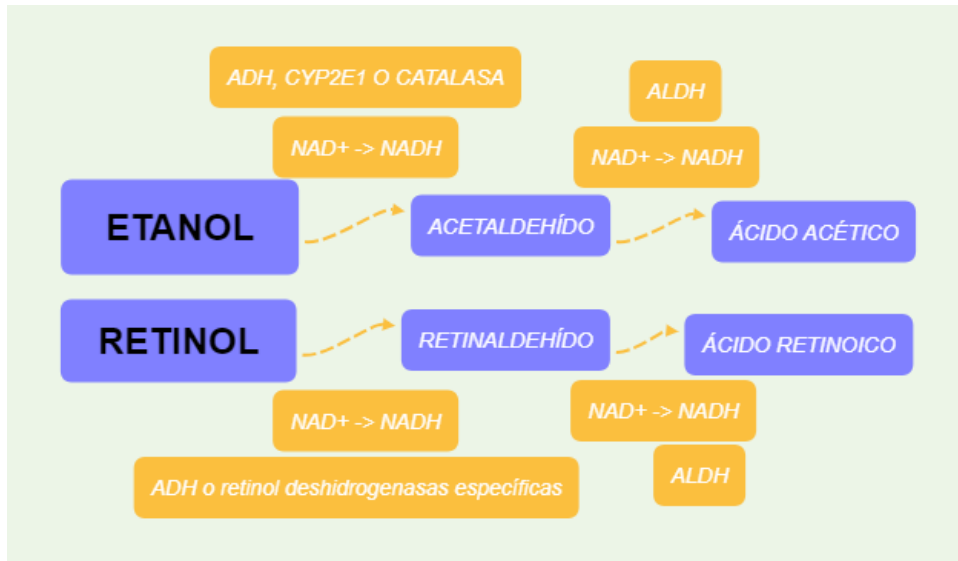 ADH, CYP2E1 O CATALASA
ALDH
NAD+ -> NADH
NAD+ -> NADH
ETANOL
ACETALDEHÍDO
ÁCIDO ACÉTICO
RETINOL
RETINALDEHÍDO
ÁCIDO RETINOICO
NAD+ -> NADH
NAD+ -> NADH
ADH o retinol deshidrogenasas específicas
ALDH